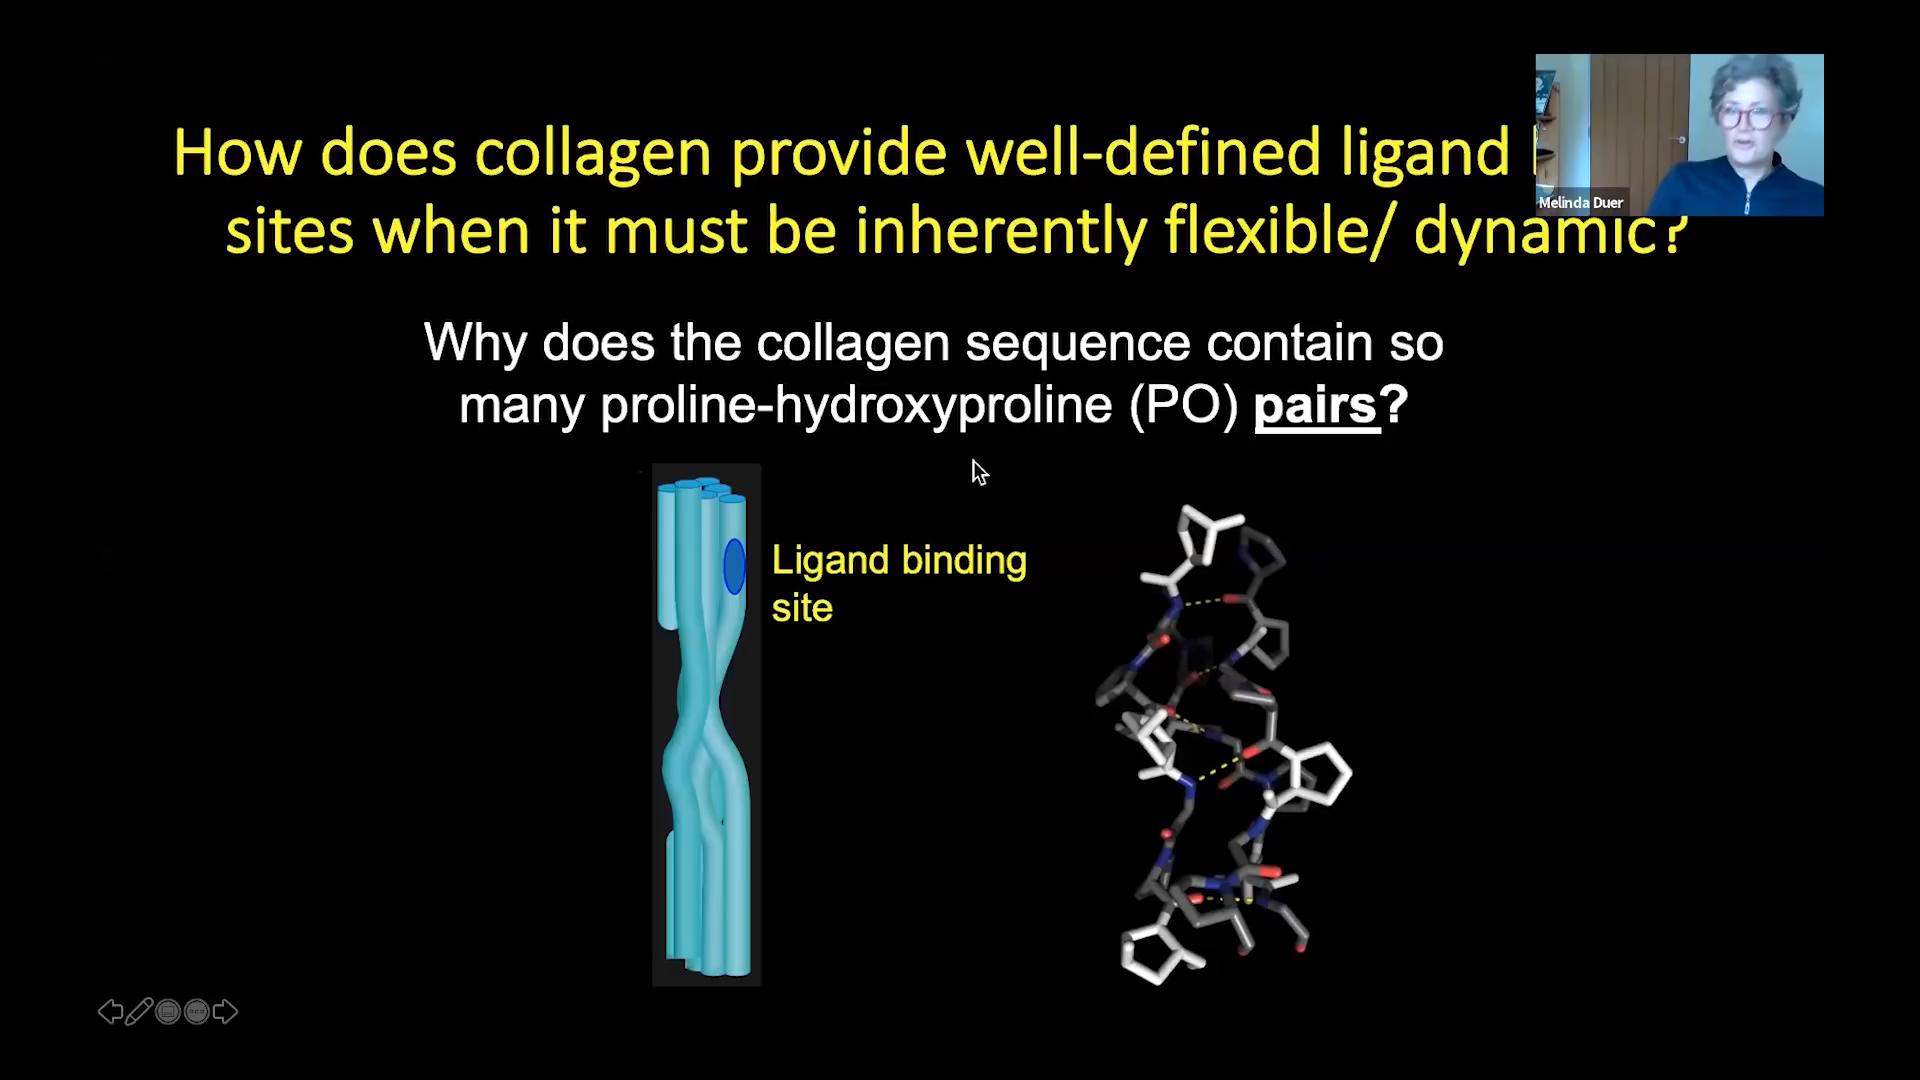 How does collagen provide well-defined ligand
sites when it must be inherently flexible/ dynamic?
Why does the collagen sequence contain so
many proline-hydroxyproline (PO) pairs?
Ligand binding
site
Melinda Duer